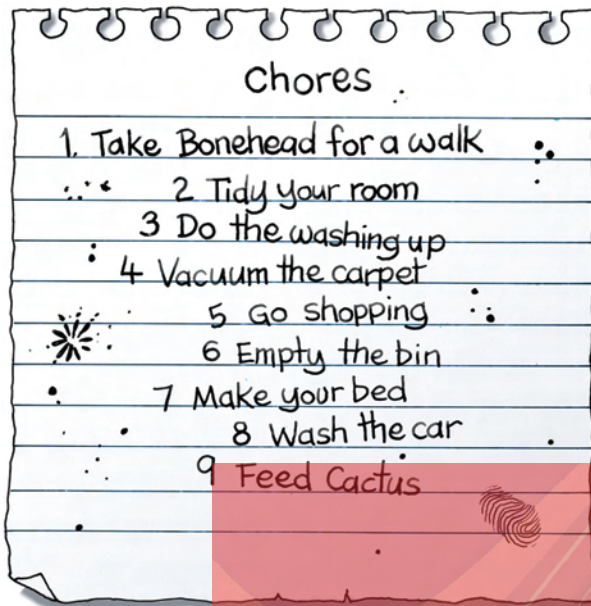 Chores
1. Take Bonehead for a walk
2 Tidy your room
3 Do the washing up
4 Vacuum the carpet
5 Go shopping
6 Empty the bin
7 Make your bed
8 Wash the car
9 Feed Cactus